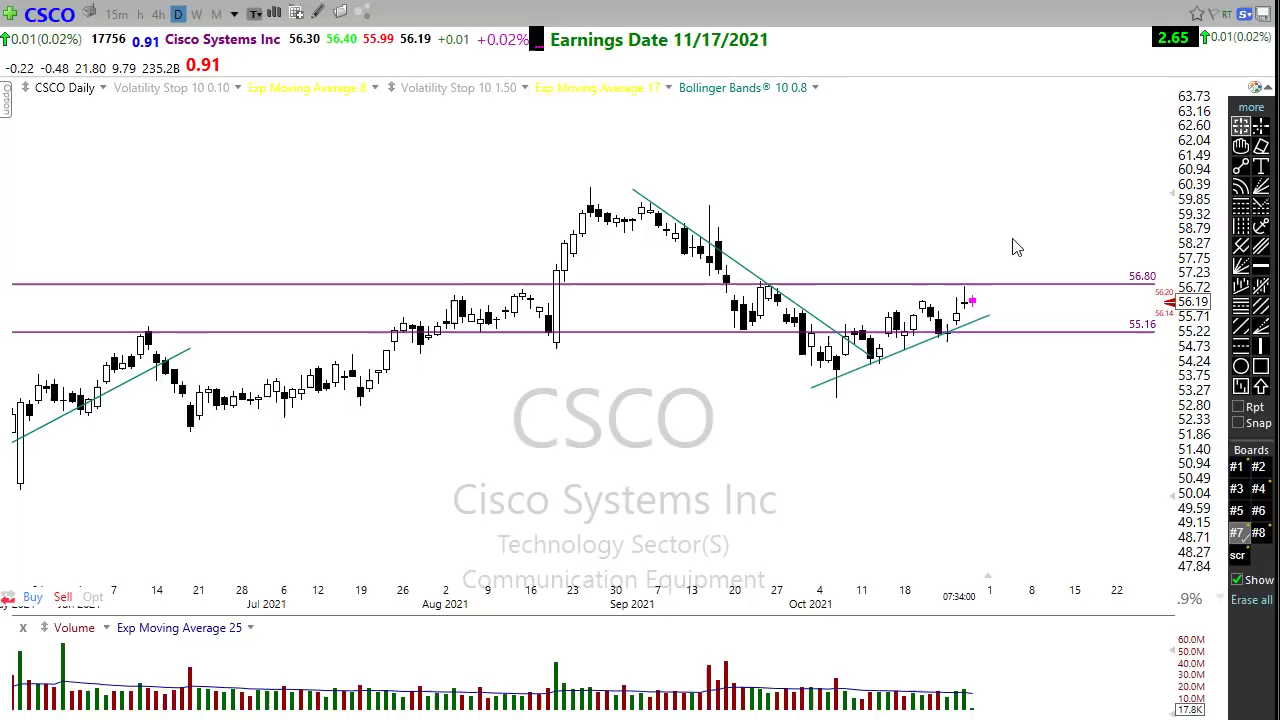 CSCO 15m h 4h D W M T
0.01(0.02%) 17756 0.91 Cisco Systems Inc 56.30 56.40 55.99 56.19 +0.01 +0.02% Earnings Date 11/17/2021 2.65 0.01(0.02%)
RT S
-0.22 -0.48 21.80 9.79 235.2B 0.91
Option
CSCO Daily Volatility Stop 10 0.10 Exp Moving Average 8 Volatility Stop 10 1.50 Exp Moving Average 17 Bollinger Bands® 10 0.8
63.73
63.16
62.60
62.04
61.49
60.94
60.39
59.85
59.32
58.79
58.27
57.75
57.23
56.80
56.72
56.20
56.19
56.14
55.71
55.16
55.22
54.73
54.24
53.75
53.27
52.80
52.33
51.86
51.40
50.94
50.49
50.04
49.59
49.15
48.71
48.27
47.84
CSCO
Cisco Systems Inc
Technology Sector(S)
Communication Equipment
more
T
Rpt
Snap
Boards
#1 #2
#3 #4
#5 #6
#7 #8
scr
Show
Erase all
7 14 21 28 6 12 19 26 2 9 16 23 30 7 13 20 27 4 11 18 07:34:00 1 8 15 22
Buy Sell Opt
Jul 2021 Aug 2021 Sep 2021 Oct 2021
.9%
X Volume Exp Moving Average 25
60.0M
50.0M
40.0M
30.0M
20.0M
10.0M
17.8K